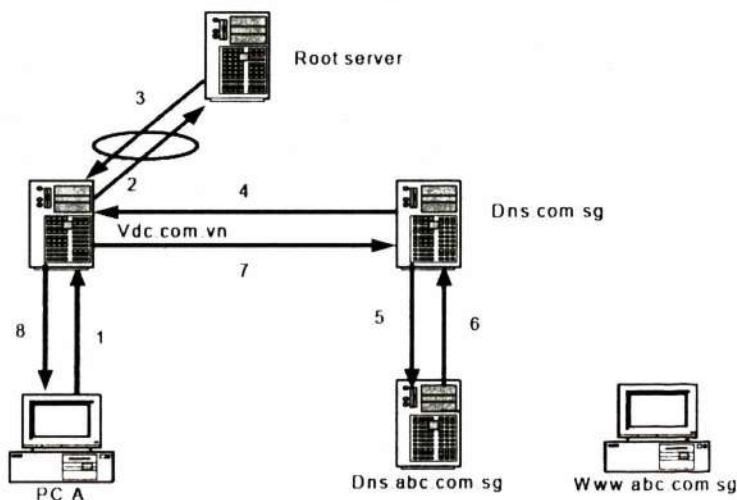 Root server
3
2
4
Dns.com sg
Vdc.com.vn
7
8
1
5
6
PC A
Dns abc com sg
Www abc com sg